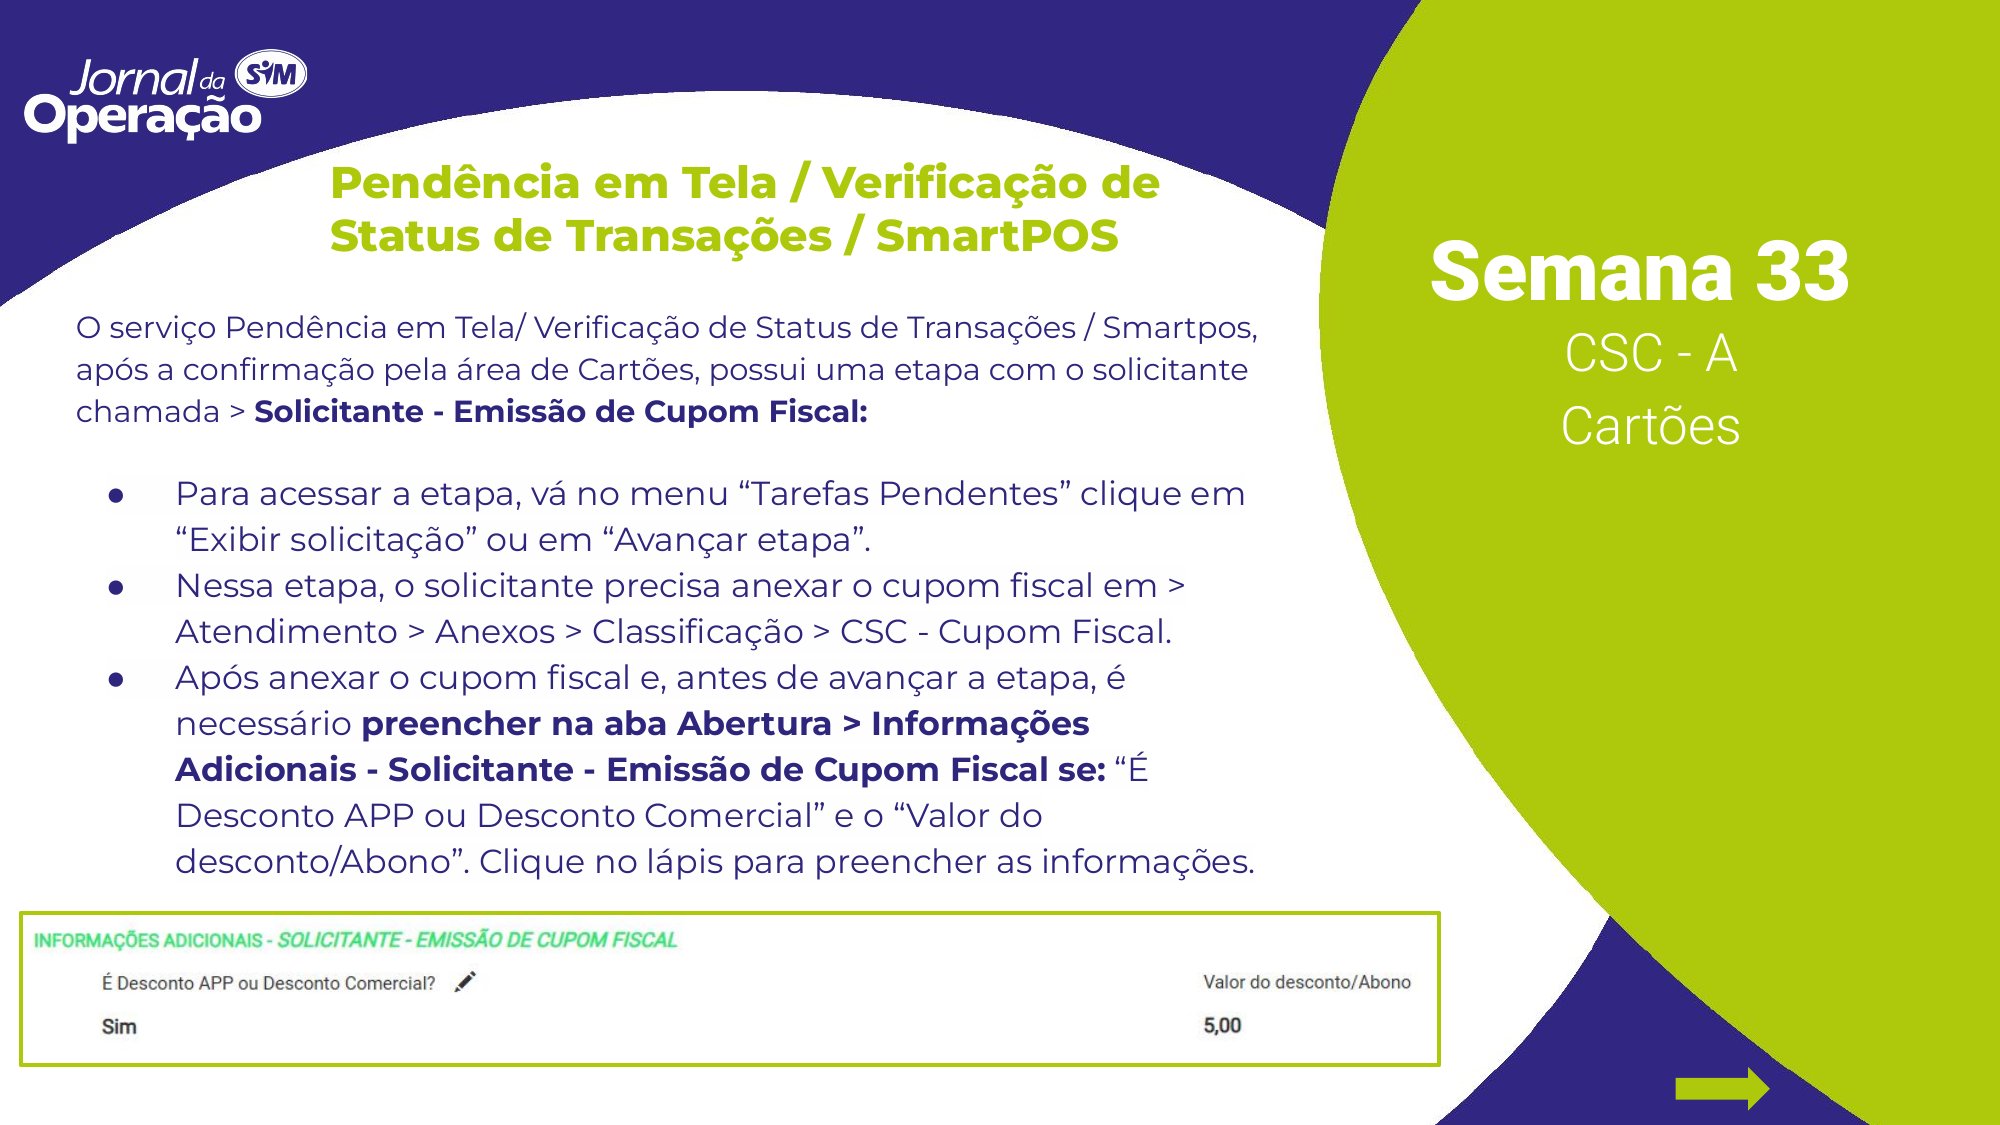 Jornal da SIM
Operação
Pendência em Tela / Verificação de
Status de Transações / SmartPOS
O serviço Pendência em Tela/ Verificação de Status de Transações / Smartpos,
após a confirmação pela área de Cartões, possui uma etapa com o solicitante
chamada > Solicitante - Emissão de Cupom Fiscal:
● Para acessar a etapa, vá no menu “Tarefas Pendentes” clique em
“Exibir solicitação” ou em “Avançar etapa”.
● Nessa etapa, o solicitante precisa anexar o cupom fiscal em >
Atendimento > Anexos > Classificação > CSC - Cupom Fiscal.
● Após anexar o cupom fiscal e, antes de avançar a etapa, é
necessário preencher na aba Abertura > Informações
Adicionais - Solicitante - Emissão de Cupom Fiscal se: “É
Desconto APP ou Desconto Comercial” e o “Valor do
desconto/Abono”. Clique no lápis para preencher as informações.
INFORMAÇÕES ADICIONAIS - SOLICITANTE - EMISSÃO DE CUPOM FISCAL
É Desconto APP ou Desconto Comercial? Valor do desconto/Abono
Sim 5,00
Semana 33
CSC - A
Cartões